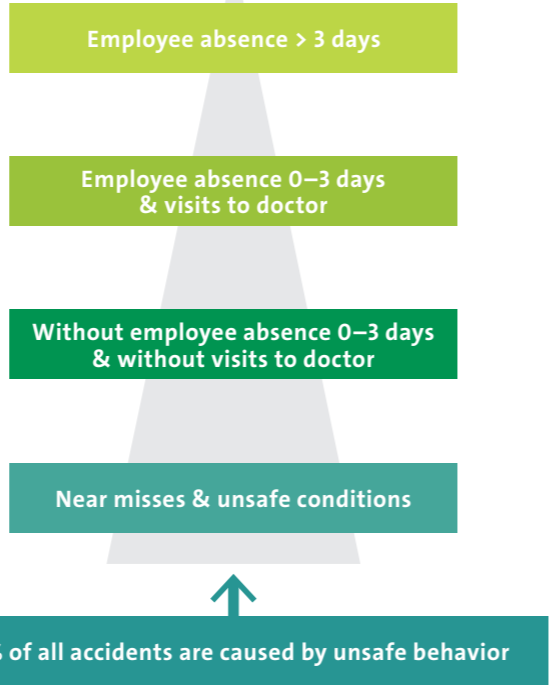 Employee absence > 3 days
Employee absence 0–3 days
& visits to doctor
Without employee absence 0–3 days
& without visits to doctor
Near misses & unsafe conditions
of all accidents are caused by unsafe behavior